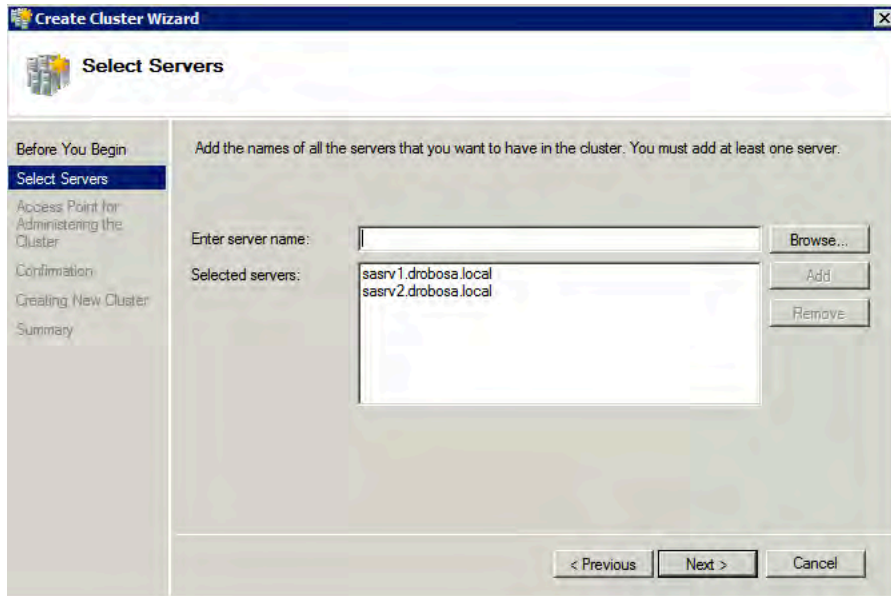 Create Cluster Wizard
Select Servers
Before You Begin
Select Servers
Access Point for
Administering the
Cluster
Confirmation
Creating New Cluster
Summary
Add the names of all the servers that you want to have in the cluster. You must add at least one server.
Enter server name:
Browse...
Selected servers:
sasrv1.drobosa.local
sasrv2.drobosa.local
Add
Remove
< Previous
Next >
Cancel